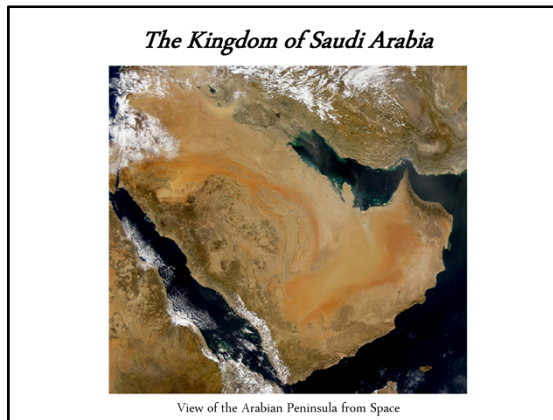 The Kingdom of Saudi Arabia
View of the Arabian Peninsula from Space